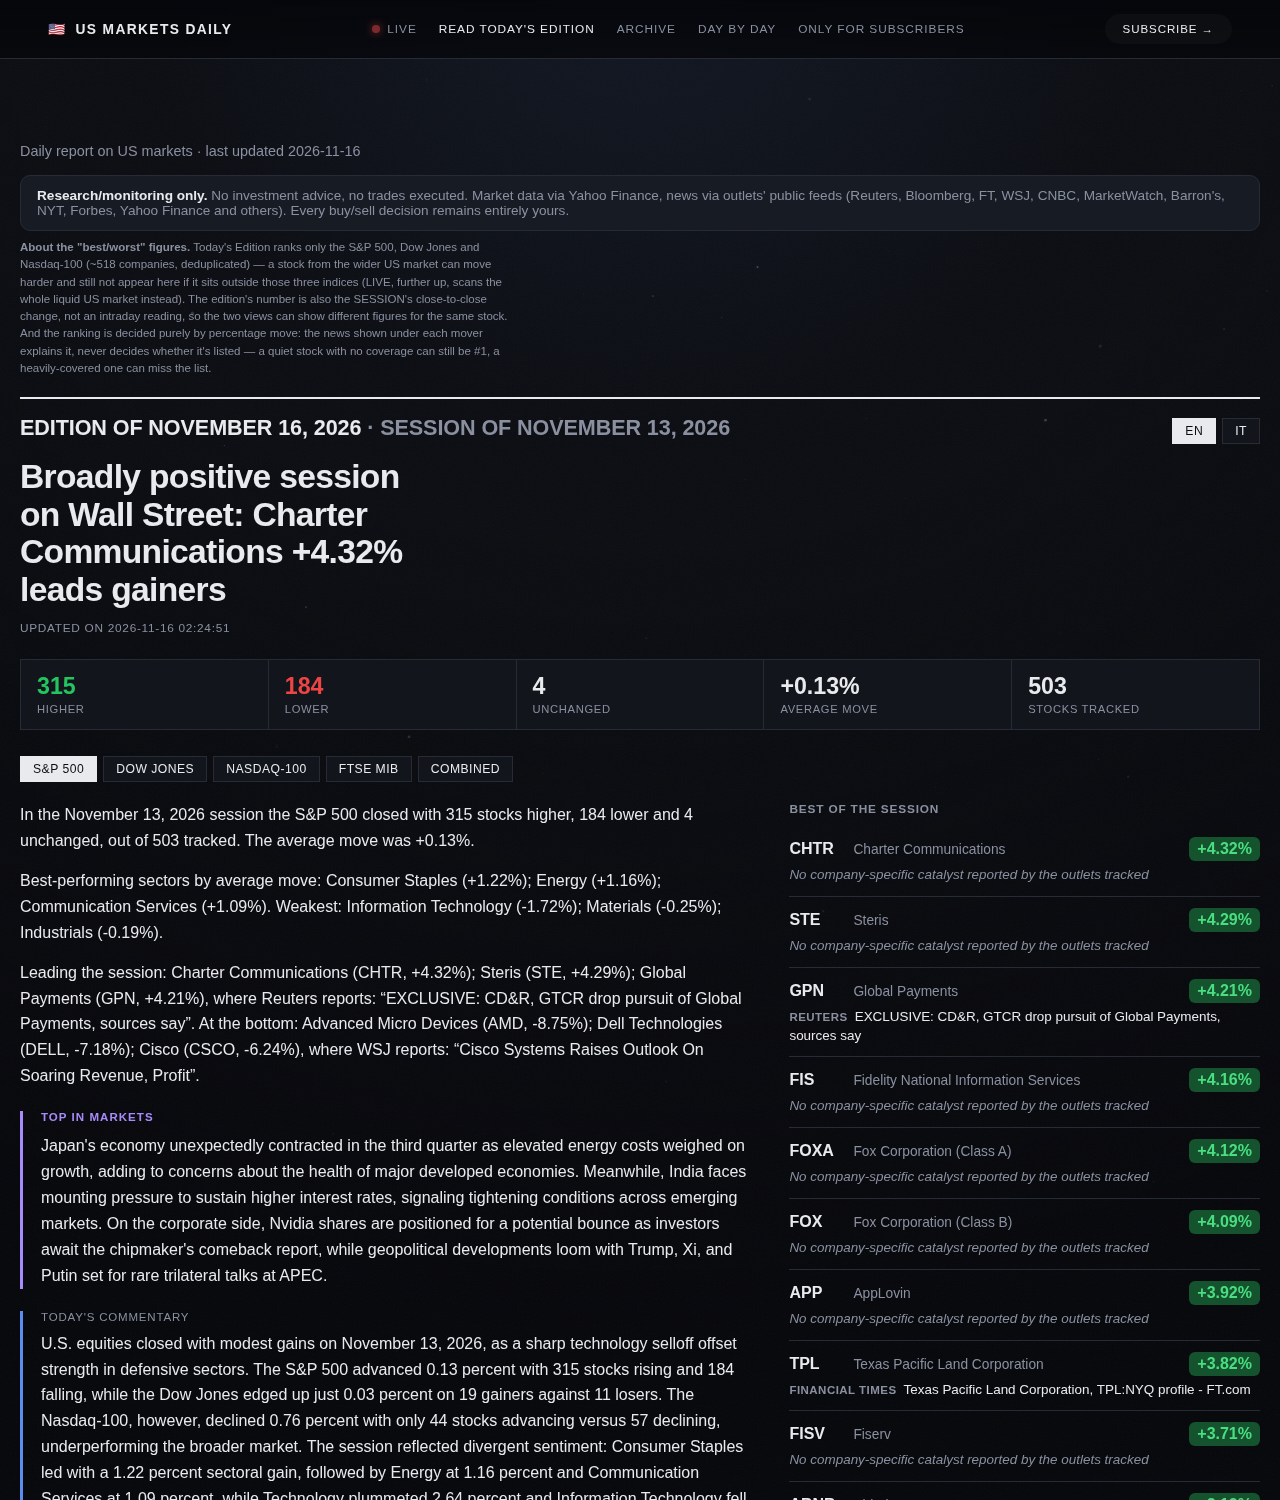 🇺🇸 US MARKETS DAILY
LIVE
READ TODAY'S EDITION
ARCHIVE
DAY BY DAY
ONLY FOR SUBSCRIBERS
SUBSCRIBE →
Daily report on US markets · last updated 2026-11-16
Research/monitoring only. No investment advice, no trades executed. Market data via Yahoo Finance, news via outlets' public feeds (Reuters, Bloomberg, FT, WSJ, CNBC, MarketWatch, Barron's,
NYT, Forbes, Yahoo Finance and others). Every buy/sell decision remains entirely yours.
About the "best/worst" figures. Today's Edition ranks only the S&P 500, Dow Jones and
Nasdaq-100 (~518 companies, deduplicated) — a stock from the wider US market can move
harder and still not appear here if it sits outside those three indices (LIVE, further up, scans the
whole liquid US market instead). The edition's number is also the SESSION's close-to-close
change, not an intraday reading, so the two views can show different figures for the same stock.
And the ranking is decided purely by percentage move: the news shown under each mover
explains it, never decides whether it's listed — a quiet stock with no coverage can still be #1, a
heavily-covered one can miss the list.
EDITION OF NOVEMBER 16, 2026 · SESSION OF NOVEMBER 13, 2026
EN
IT
Broadly positive session
on Wall Street: Charter
Communications +4.32%
leads gainers
UPDATED ON 2026-11-16 02:24:51
315
HIGHER
184
LOWER
4
UNCHANGED
+0.13%
AVERAGE MOVE
503
STOCKS TRACKED
S&P 500
DOW JONES
NASDAQ-100
FTSE MIB
COMBINED
In the November 13, 2026 session the S&P 500 closed with 315 stocks higher, 184 lower and 4
unchanged, out of 503 tracked. The average move was +0.13%.
Best-performing sectors by average move: Consumer Staples (+1.22%); Energy (+1.16%);
Communication Services (+1.09%). Weakest: Information Technology (-1.72%); Materials (-0.25%);
Industrials (-0.19%).
Leading the session: Charter Communications (CHTR, +4.32%); Steris (STE, +4.29%); Global
Payments (GPN, +4.21%), where Reuters reports: “EXCLUSIVE: CD&R, GTCR drop pursuit of Global
Payments, sources say”. At the bottom: Advanced Micro Devices (AMD, -8.75%); Dell Technologies
(DELL, -7.18%); Cisco (CSCO, -6.24%), where WSJ reports: “Cisco Systems Raises Outlook On
Soaring Revenue, Profit”.
TOP IN MARKETS
Japan's economy unexpectedly contracted in the third quarter as elevated energy costs weighed on
growth, adding to concerns about the health of major developed economies. Meanwhile, India faces
mounting pressure to sustain higher interest rates, signaling tightening conditions across emerging
markets. On the corporate side, Nvidia shares are positioned for a potential bounce as investors
await the chipmaker's comeback report, while geopolitical developments loom with Trump, Xi, and
Putin set for rare trilateral talks at APEC.
TODAY'S COMMENTARY
U.S. equities closed with modest gains on November 13, 2026, as a sharp technology selloff offset
strength in defensive sectors. The S&P 500 advanced 0.13 percent with 315 stocks rising and 184
falling, while the Dow Jones edged up just 0.03 percent on 19 gainers against 11 losers. The
Nasdaq-100, however, declined 0.76 percent with only 44 stocks advancing versus 57 declining,
underperforming the broader market. The session reflected divergent sentiment: Consumer Staples
led with a 1.22 percent sectoral gain, followed by Energy at 1.16 percent and Communication
Services at 1.09 percent, while Technology plummeted 2.64 percent and Information Technology fell
BEST OF THE SESSION
CHTR Charter Communications +4.32%
No company-specific catalyst reported by the outlets tracked
STE Steris +4.29%
No company-specific catalyst reported by the outlets tracked
GPN Global Payments +4.21%
REUTERS EXCLUSIVE: CD&R, GTCR drop pursuit of Global Payments,
sources say
FIS Fidelity National Information Services +4.16%
No company-specific catalyst reported by the outlets tracked
FOXA Fox Corporation (Class A) +4.12%
No company-specific catalyst reported by the outlets tracked
FOX Fox Corporation (Class B) +4.09%
No company-specific catalyst reported by the outlets tracked
APP AppLovin +3.92%
No company-specific catalyst reported by the outlets tracked
TPL Texas Pacific Land Corporation +3.82%
FINANCIAL TIMES Texas Pacific Land Corporation, TPL:NYQ profile - FT.com
FISV Fiserv +3.71%
No company-specific catalyst reported by the outlets tracked